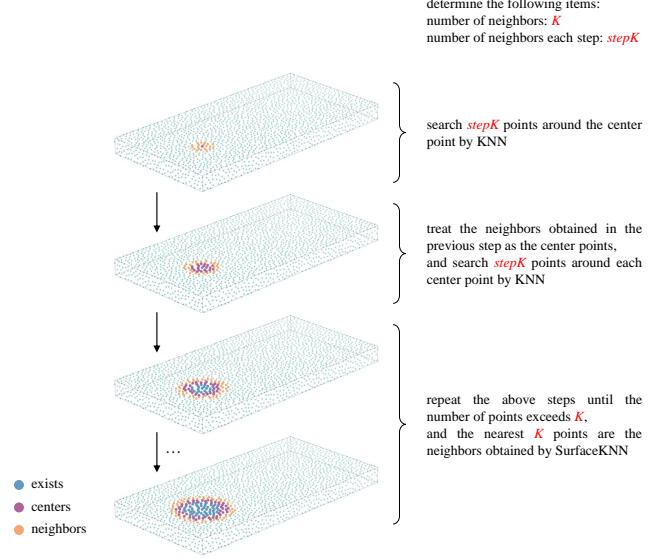 determine the following items:
number of neighbors: K
number of neighbors each step: stepK
search stepK points around the center
point by KNN
treat the neighbors obtained in the
previous step as the center points,
and search stepK points around each
center point by KNN
repeat the above steps until the
number of points exceeds K,
and the nearest K points are the
neighbors obtained by SurfaceKNN
...
exists
centers
neighbors